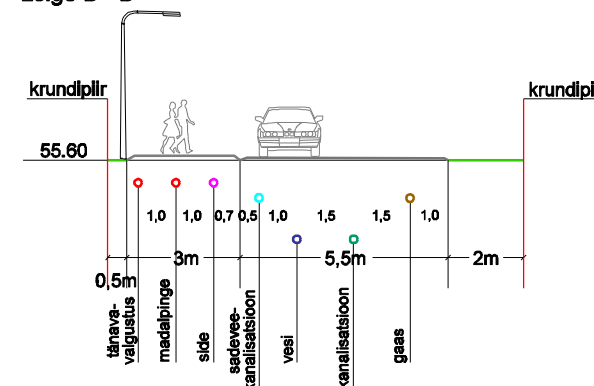 krundipiir
krundipi
55.60
1,0
1,0
0,7
0,5
1,0
1,5
1,5
1,0
3m
5,5m
2m
0,5m
tänava-
valgustus
madalpinge
side
sadevee-
kanalisatsioon
vesi
kanalisatsioon
gaas